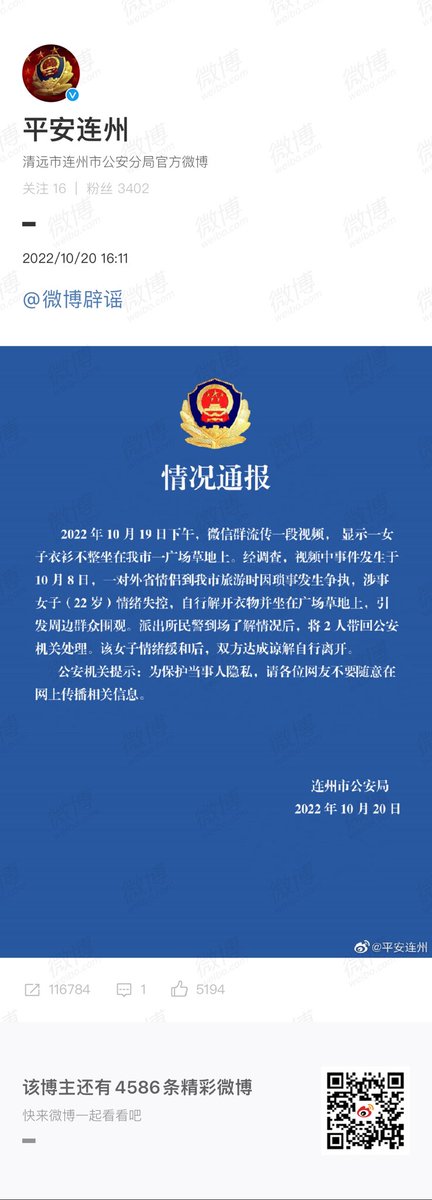 平安连州
清远市连州市公安分局官方微博
关注 16 | 粉丝 3402
2022/10/20 16:11
@微博辟谣
情况通报
2022 年 10 月 19 日下午，微信群流传一段视频， 显示一女
子衣衫不整坐在我市一广场草地上。经调查，视频中事件发生于
10 月 8 日，一对外省情侣到我市旅游时因琐事发生争执，涉事
女子（22 岁）情绪失控，自行解开衣物并坐在广场草地上，引
发周边群众围观。派出所民警到场了解情况后，将 2 人带回公安
机关处理。该女子情绪缓和后，双方达成谅解自行离开。
公安机关提示：为保护当事人隐私，请各位网友不要随意在
网上传播相关信息。
连州市公安局
2022 年 10 月 20 日
@平安连州
116784 1 5194
该博主还有 4586 条精彩微博
快来微博一起看看吧
微博
weibo.com